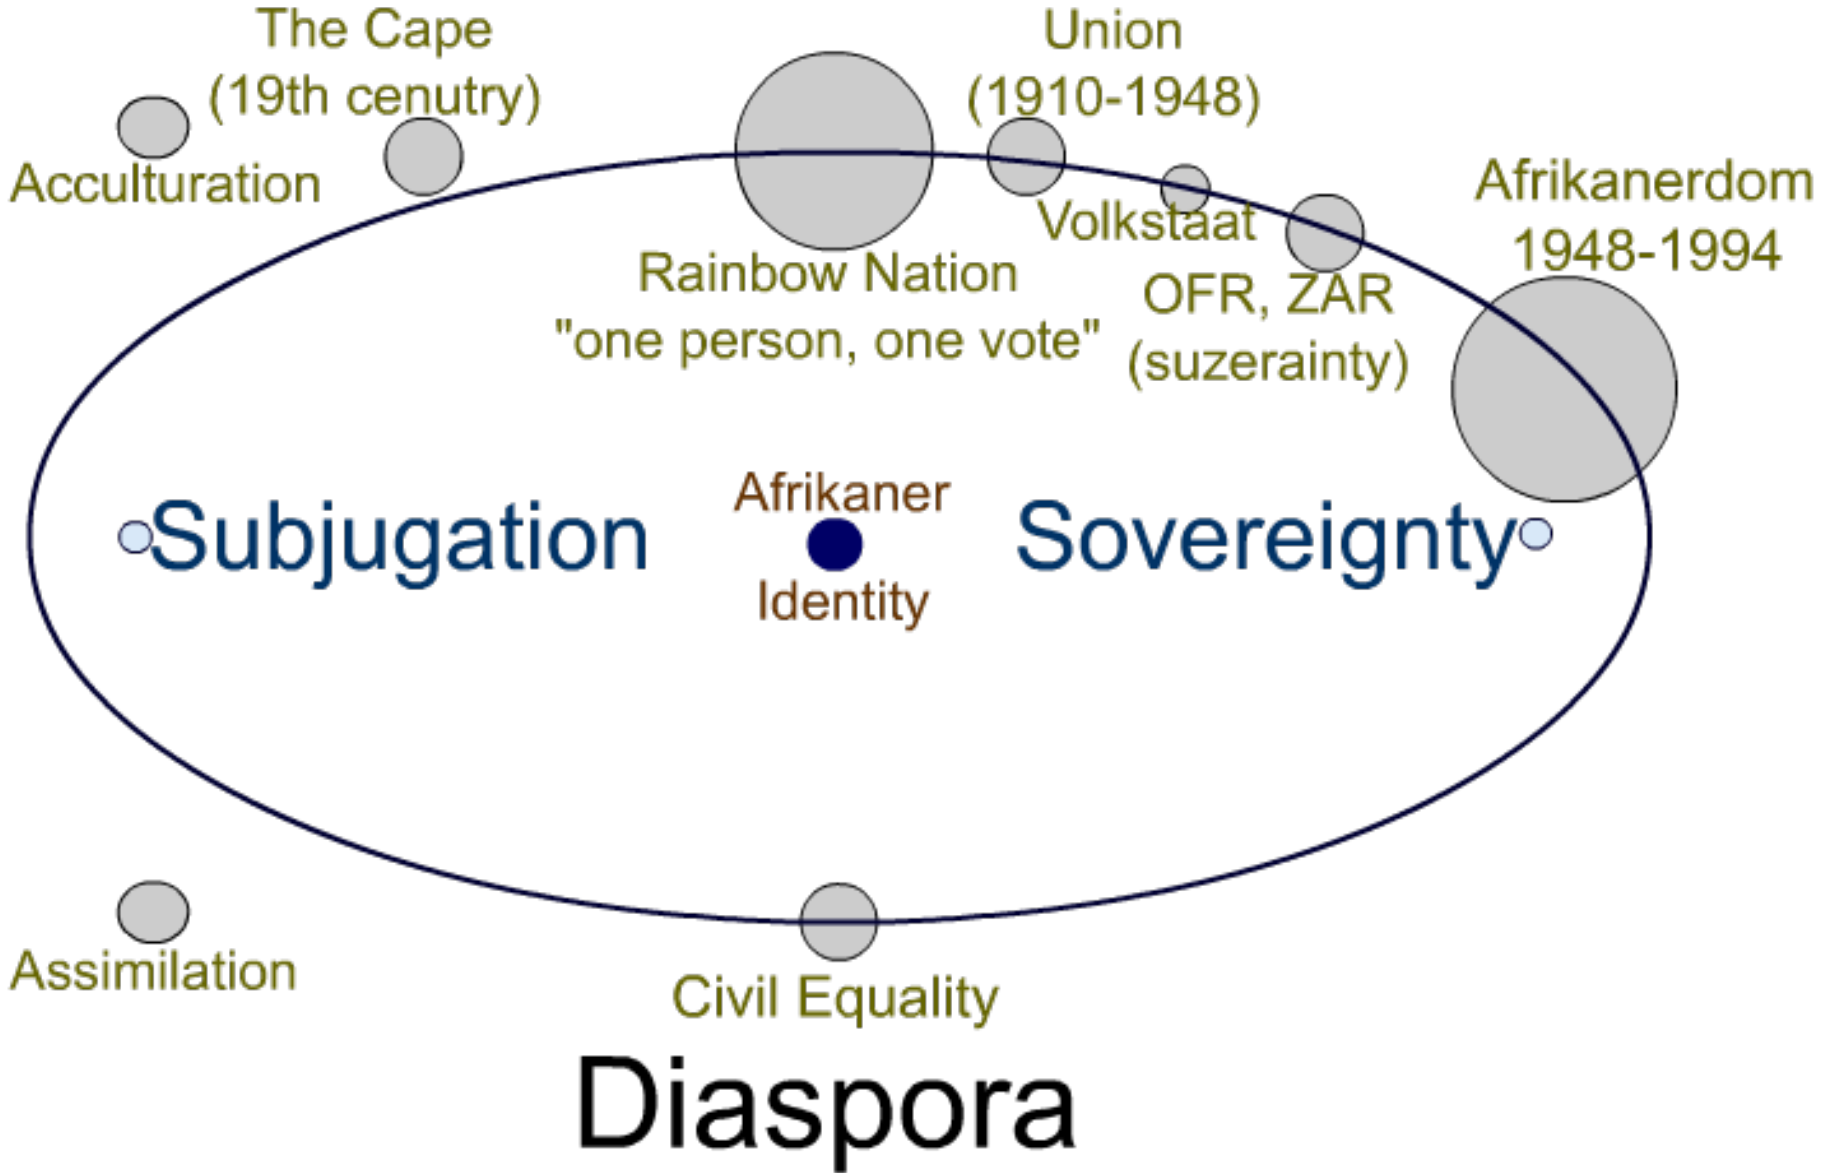 The Cape
(19th cenutry)
Union
(1910-1948)
Acculturation
Afrikanerdom
1948-1994
Volkstaat
Rainbow Nation
"one person, one vote"
OFR, ZAR
(suzerainty)
Afrikaner
Identity
Subjugation
Sovereignty
Assimilation
Civil Equality
Diaspora